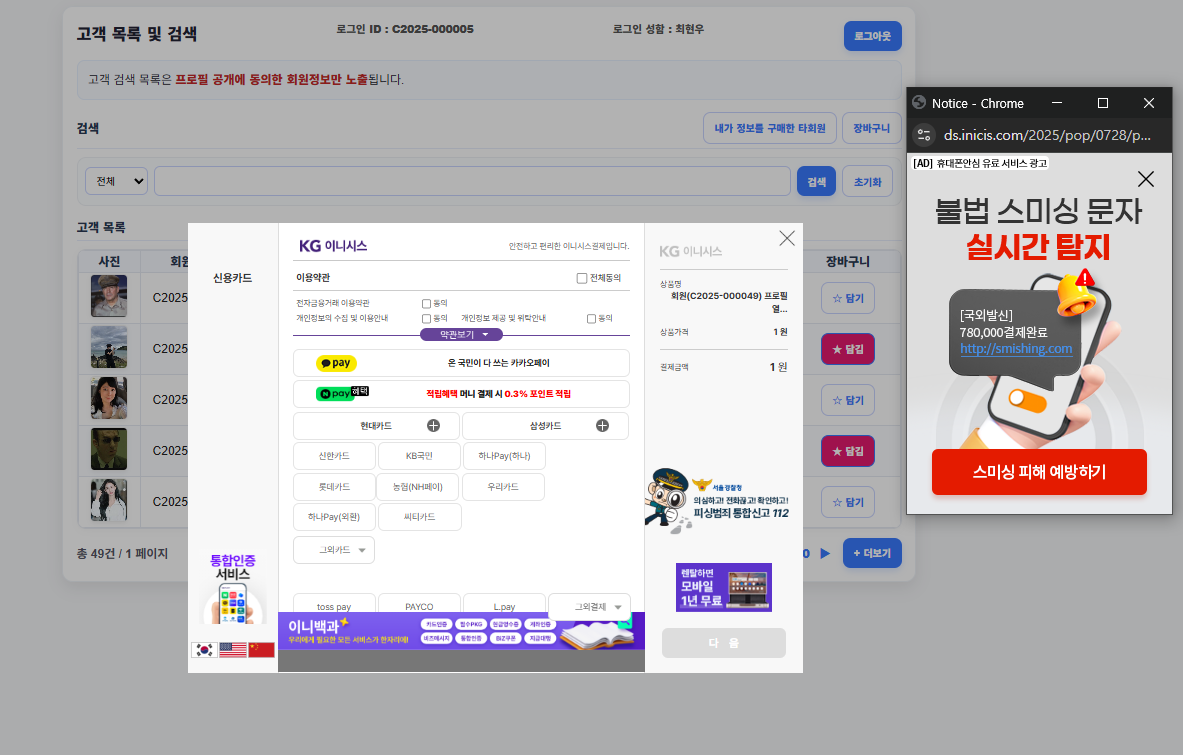 고객 목록 및 검색
로그인 ID : C2025-000005
로그인 성함 : 최현우
로그아웃
고객 검색 목록은 프로필 공개에 동의한 회원정보만 노출됩니다.
검색
내가 정보를 구매한 타회원
장바구니
전체
검색
초기화
고객 목록
사진
회원
장바구니
C2025
☆ 담기
C2025
★ 담김
C2025
☆ 담기
C2025
★ 담김
C2025
☆ 담기
총 49건 / 1 페이지
0 ▶
+ 더보기
신용카드
통합인증
서비스
KG 이니시스
안전하고 편리한 이니시스결제입니다.
이용약관
전체동의
전자금융거래 이용약관
동의
개인정보의 수집 및 이용안내
동의
개인정보 제공 및 위탁안내
동의
약관보기
pay
온 국민이 다 쓰는 카카오페이
N pay 혜택
적립혜택 머니 결제 시 0.3% 포인트 적립
현대카드
삼성카드
신한카드
KB국민
하나Pay(하나)
롯데카드
농협(NH페이)
우리카드
하나Pay(외환)
씨티카드
그외카드
toss pay
PAYCO
L.pay
그외결제
이니백과
우리에게 필요한 모든 서비스가 한자리에!
카드인증
필수PKG
현금영수증
계좌인증
비즈메시지
통합인증
B2Z쿠폰
지급대행
KG 이니시스
상품명
회원(C2025-000049) 프로필
열...
상품가격
1 원
결제금액
1 원
서울경찰청
의심하고! 전화끊고! 확인하고!
피싱범죄 통합신고 112
렌탈하면
모바일
1년 무료
다 음
Notice - Chrome
ds.inicis.com/2025/pop/0728/p...
[AD] 휴대폰안심 유료 서비스 광고
불법 스미싱 문자
실시간 탐지
[국외발신]
780,000결제완료
http://smishing.com
스미싱 피해 예방하기